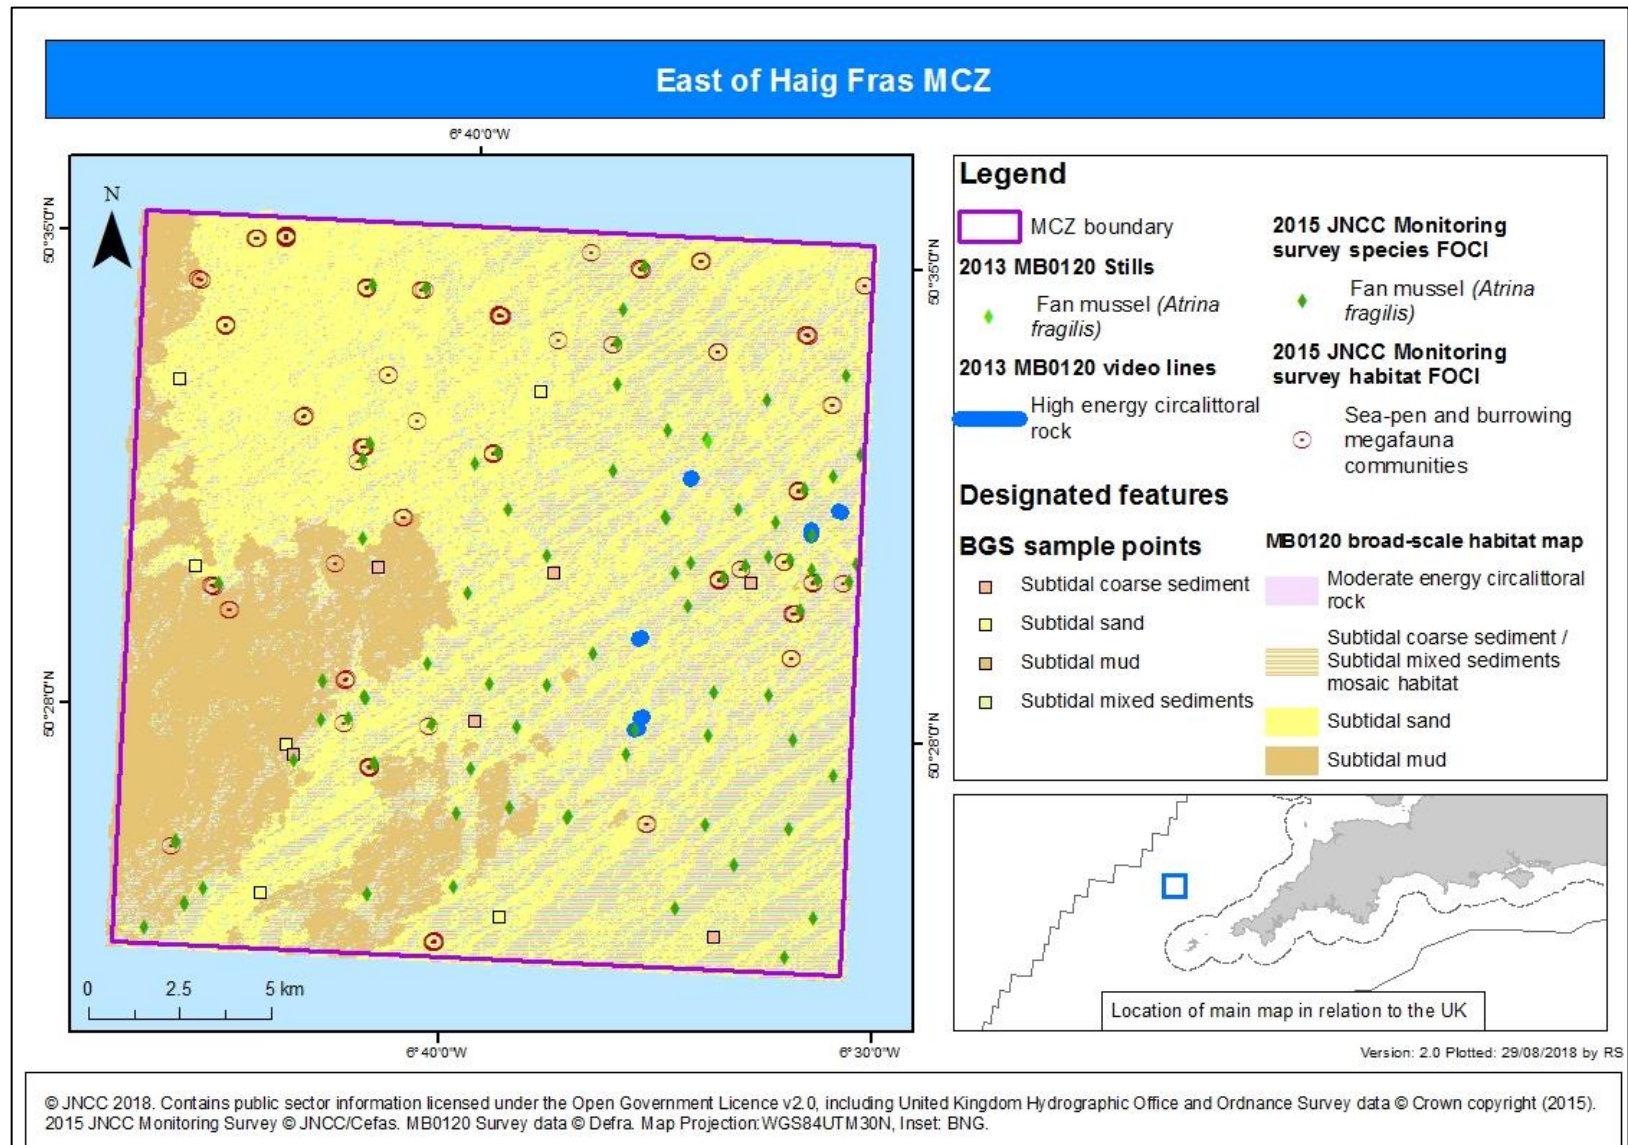 East of Haig Fras MCZ
6°40'0"W
50°35'0"N
50°28'0"N
N
50°35'0"N
50°28'0"N
0 2.5 5 km
6°40'0"W 6°30'0"W
Legend
MCZ boundary
2013 MB0120 Stills
Fan mussel (Atrina
fragilis)
2013 MB0120 video lines
High energy circalittoral
rock
2015 JNCC Monitoring
survey species FOCI
Fan mussel (Atrina
fragilis)
2015 JNCC Monitoring
survey habitat FOCI
Sea-pen and burrowing
megafauna
communities
Designated features
BGS sample points
Subtidal coarse sediment
Subtidal sand
Subtidal mud
Subtidal mixed sediments
MB0120 broad-scale habitat map
Moderate energy circalittoral
rock
Subtidal coarse sediment /
Subtidal mixed sediments
mosaic habitat
Subtidal sand
Subtidal mud
Location of main map in relation to the UK
Version: 2.0 Plotted: 29/08/2018 by RS
© JNCC 2018. Contains public sector information licensed under the Open Government Licence v2.0, including United Kingdom Hydrographic Office and Ordnance Survey data © Crown copyright (2015).
2015 JNCC Monitoring Survey © JNCC/Cefas. MB0120 Survey data © Defra. Map Projection:WGS84UTM30N, Inset: BNG.